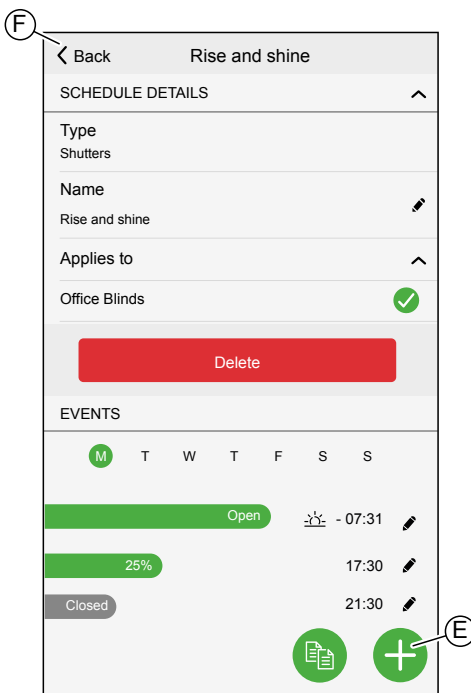 F
Back Rise and shine
SCHEDULE DETAILS
Type
Shutters
Name
Rise and shine
Applies to
Office Blinds
Delete
EVENTS
M T W T F S S
Open - 07:31
25% 17:30
Closed 21:30
E